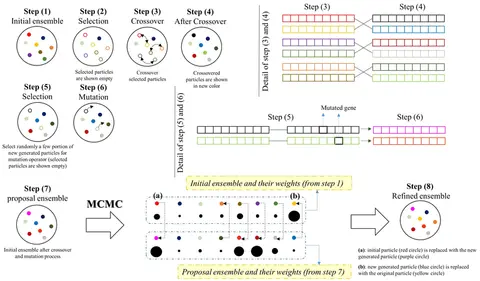 Step (1)
Initial ensemble
Step (2)
Selection
Selected particles
are shown empty
Step (3)
Crossover
Crossover
selected particles
Step (4)
After Crossover
Crossovered
particles are shown
in new color
Step (5)
Selection
Select randomly a few portion of
new generated particles for
mutation operator (selected
particles are shown empty)
Step (6)
Mutation
Detail of step (3) and (4)
Step (3)
Step (4)
Detail of step (5) and (6)
Mutated gene
Step (5)
Step (6)
Step (7)
proposal ensemble
Initial ensemble after crossover
and mutation process
MCMC
(a)
(b)
Initial ensemble and their weights (from step 1)
Proposal ensemble and their weights (from step 7)
Step (8)
Refined ensemble
(a): initial particle (red circle) is replaced with the new
generated particle (purple circle)
(b): new generated particle (blue circle) is replaced
with the original particle (yellow circle)